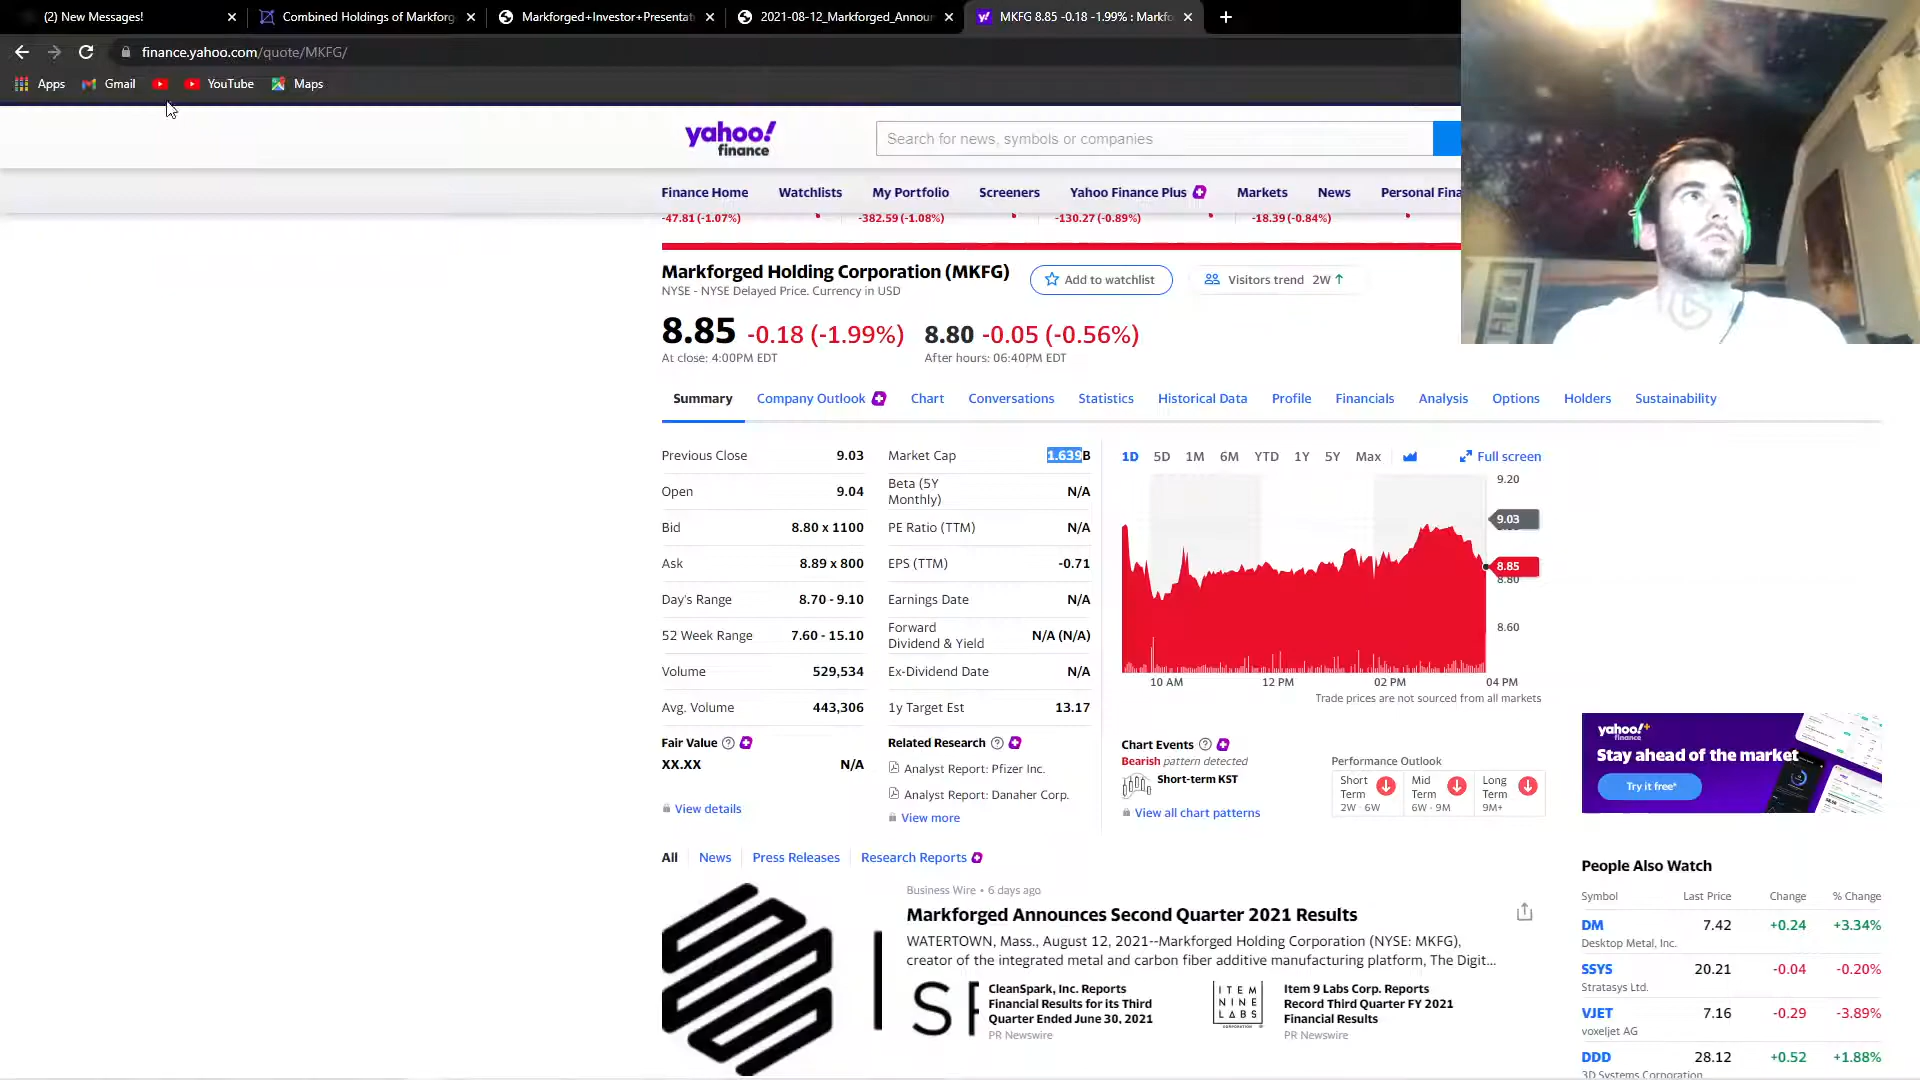 (2) New Messages!
Combined Holdings of Markforg
Markforged+Investor+Presentat
2021-08-12_Markforged_Annou
MKFG 8.85 -0.18 -1.99% : Markfo
finance.yahoo.com/quote/MKFG/
Apps
Gmail
YouTube
Maps
yahoo!
finance
Search for news, symbols or companies
Finance Home
Watchlists
My Portfolio
Screeners
Yahoo Finance Plus
Markets
News
Personal Fina
-47.81 (-1.07%)
-382.59 (-1.08%)
-130.27 (-0.89%)
-18.39 (-0.84%)
Markforged Holding Corporation (MKFG)
NYSE - NYSE Delayed Price. Currency in USD
Add to watchlist
Visitors trend 2W ↑
8.85 -0.18 (-1.99%)
At close: 4:00PM EDT
8.80 -0.05 (-0.56%)
After hours: 06:40PM EDT
Summary
Company Outlook
Chart
Conversations
Statistics
Historical Data
Profile
Financials
Analysis
Options
Holders
Sustainability
Previous Close 9.03
Open 9.04
Bid 8.80 x 1100
Ask 8.89 x 800
Day's Range 8.70 - 9.10
52 Week Range 7.60 - 15.10
Volume 529,534
Avg. Volume 443,306
Market Cap 1.639B
Beta (5Y
Monthly) N/A
PE Ratio (TTM) N/A
EPS (TTM) -0.71
Earnings Date N/A
Forward
Dividend & Yield N/A (N/A)
Ex-Dividend Date N/A
1y Target Est 13.17
1D 5D 1M 6M YTD 1Y 5Y Max
Full screen
9.20
9.03
8.85
8.80
8.60
10 AM 12 PM 02 PM 04 PM
Trade prices are not sourced from all markets
Fair Value
XX.XX N/A
View details
Related Research
Analyst Report: Pfizer Inc.
Analyst Report: Danaher Corp.
View more
Chart Events
Bearish pattern detected
Short-term KST
View all chart patterns
Performance Outlook
Short
Term
2W - 6W
Mid
Term
6W - 9M
Long
Term
9M+
yahoo!+
finance
Stay ahead of the market
Try it free*
All
News
Press Releases
Research Reports
Business Wire • 6 days ago
Markforged Announces Second Quarter 2021 Results
WATERTOWN, Mass., August 12, 2021--Markforged Holding Corporation (NYSE: MKFG),
creator of the integrated metal and carbon fiber additive manufacturing platform, The Digit...
CleanSpark, Inc. Reports
Financial Results for its Third
Quarter Ended June 30, 2021
PR Newswire
ITEM
NINE
LABS
Item 9 Labs Corp. Reports
Record Third Quarter FY 2021
Financial Results
PR Newswire
People Also Watch
Symbol Last Price Change % Change
DM 7.42 +0.24 +3.34%
Desktop Metal, Inc.
SSYS 20.21 -0.04 -0.20%
Stratasys Ltd.
VJET 7.16 -0.29 -3.89%
voxeljet AG
DDD 28.12 +0.52 +1.88%
3D Systems Corporation